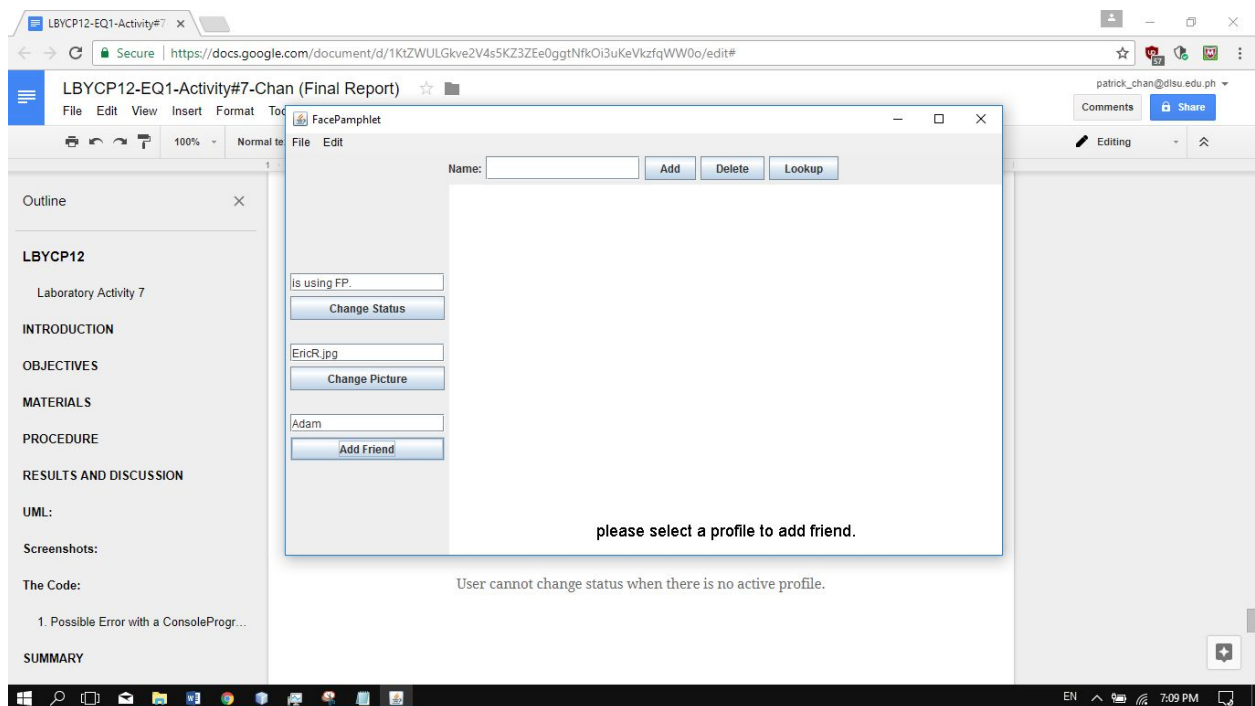 LBYCP12-EQ1-Activity#7
Secure | https://docs.google.com/document/d/1KtZWULGkve2V4s5KZ3ZEe0ggtNfkOi3uKeVkzfqWW0o/edit#
57
LBYCP12-EQ1-Activity#7-Chan (Final Report)
patrick_chan@dlsu.edu.ph
File Edit View Insert Format Too
Comments
Share
100%
Normal te
Editing
FacePamphlet
File Edit
Name:
Add
Delete
Lookup
is using FP.
Change Status
EricR.jpg
Change Picture
Adam
Add Friend
please select a profile to add friend.
Outline
LBYCP12
Laboratory Activity 7
INTRODUCTION
OBJECTIVES
MATERIALS
PROCEDURE
RESULTS AND DISCUSSION
UML:
Screenshots:
The Code:
1. Possible Error with a ConsoleProgr...
SUMMARY
User cannot change status when there is no active profile.
EN
7:09 PM